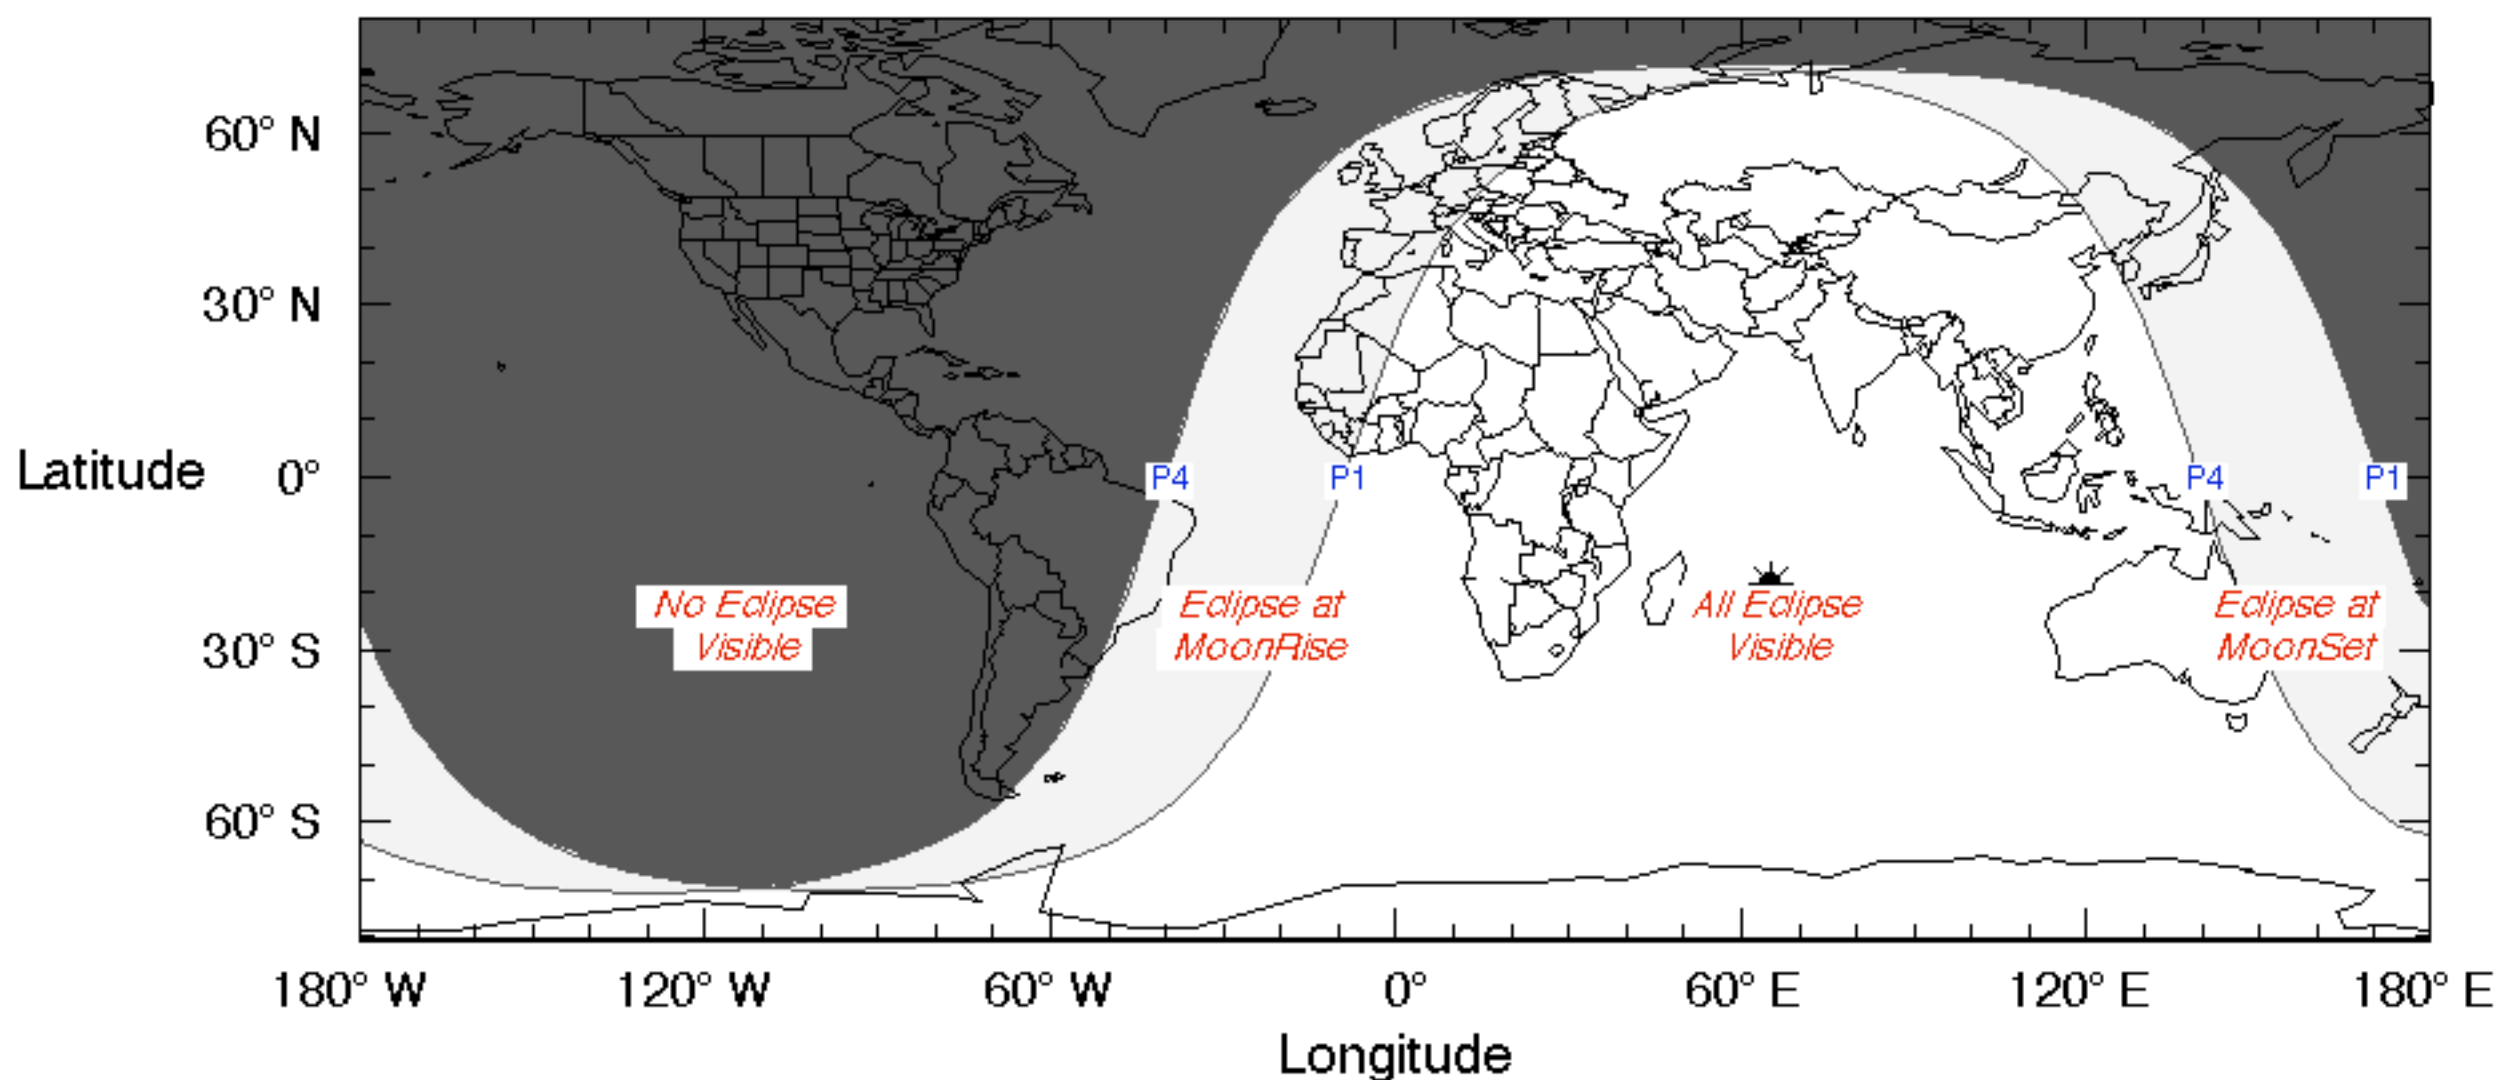 60° N
30° N
Latitude 0°
P4 P1 P4 P1
No Eclipse
Visible
Eclipse at
MoonRise
All Eclipse
Visible
Eclipse at
MoonSet
30° S
60° S
180° W 120° W 60° W 0° 60° E 120° E 180° E
Longitude